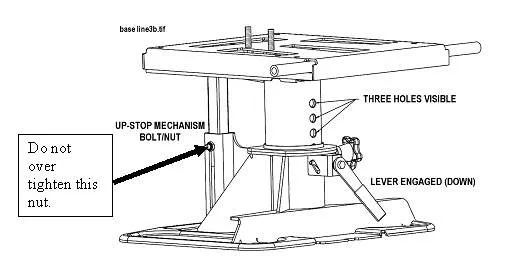 base line3b.tif
THREE HOLES VISIBLE
UP-STOP MECHANISM
BOLT/NUT
Do not
over
tighten this
nut.
LEVER ENGAGED (DOWN)